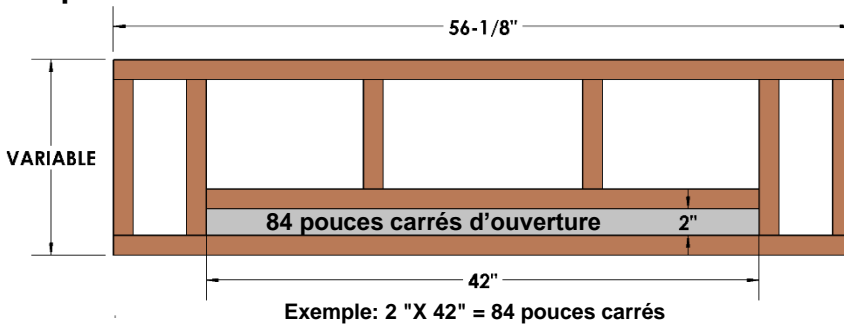 56-1/8"
VARIABLE
84 pouces carrés d'ouverture
2"
42"
Exemple: 2 "X 42" = 84 pouces carrés